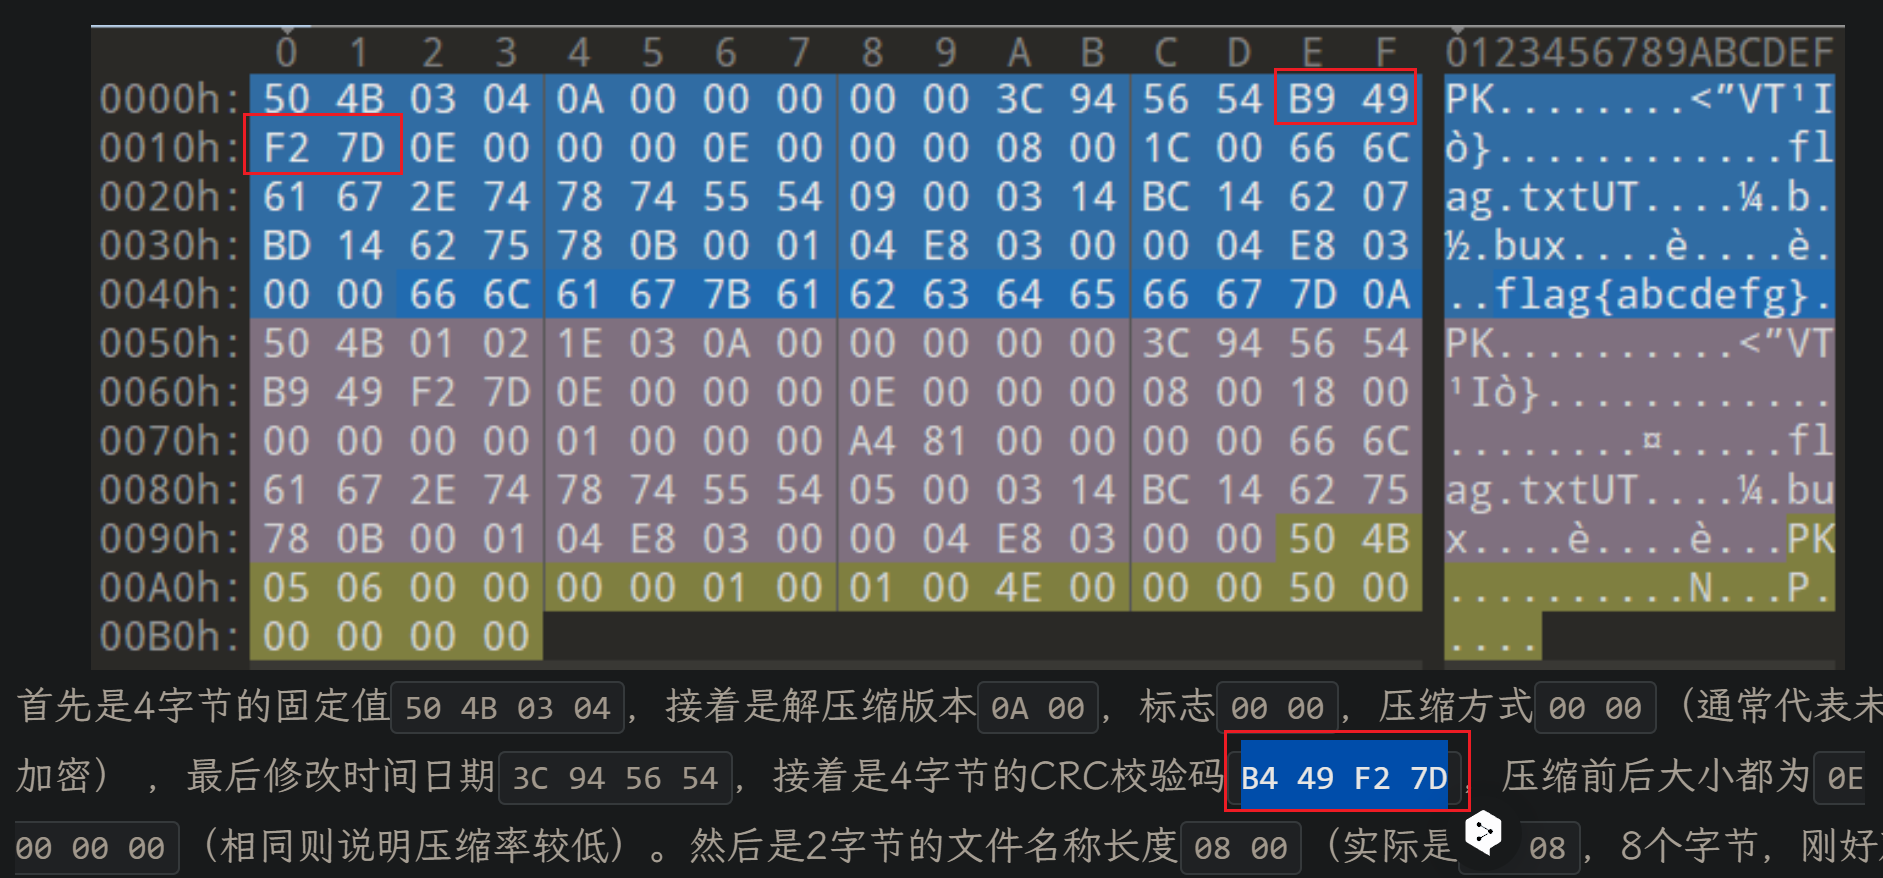 0 1 2 3 4 5 6 7 8 9 A B C D E F 0123456789ABCDEF
0000h: 50 4B 03 04 0A 00 00 00 00 00 3C 94 56 54 B9 49 PK........<”VT¹I
0010h: F2 7D 0E 00 00 00 0E 00 00 00 08 00 1C 00 66 6C ò}............fl
0020h: 61 67 2E 74 78 74 55 54 09 00 03 14 BC 14 62 07 ag.txtUT....¼.b.
0030h: BD 14 62 75 78 0B 00 01 04 E8 03 00 00 04 E8 03 ½.bux....è....è.
0040h: 00 00 66 6C 61 67 7B 61 62 63 64 65 66 67 7D 0A ..flag{abcdefg}.
0050h: 50 4B 01 02 1E 03 0A 00 00 00 00 00 3C 94 56 54 PK..........<”VT
0060h: B9 49 F2 7D 0E 00 00 00 0E 00 00 00 08 00 18 00 ¹Iò}............
0070h: 00 00 00 00 01 00 00 00 A4 81 00 00 00 00 66 6C ........¤.....fl
0080h: 61 67 2E 74 78 74 55 54 05 00 03 14 BC 14 62 75 ag.txtUT....¼.bu
0090h: 78 0B 00 01 04 E8 03 00 00 04 E8 03 00 00 50 4B x....è....è...PK
00A0h: 05 06 00 00 00 00 01 00 01 00 4E 00 00 00 50 00 ..........N...P.
00B0h: 00 00 00 00 ....
首先是4字节的固定值 50 4B 03 04 ，接着是解压缩版本 0A 00 ，标志 00 00 ，压缩方式 00 00 （通常代表未
加密），最后修改时间日期 3C 94 56 54 ，接着是4字节的CRC校验码 B4 49 F2 7D ，压缩前后大小都为 0E
00 00 00 （相同则说明压缩率较低）。然后是2字节的文件名称长度 08 00 （实际是 08 ，8个字节，刚好